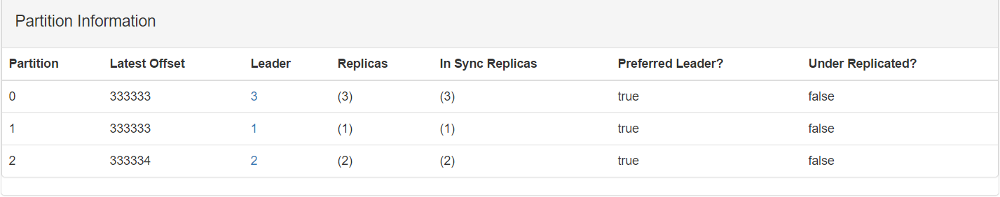 Partition Information
Partition Latest Offset Leader Replicas In Sync Replicas Preferred Leader? Under Replicated?
0 333333 3 (3) (3) true false
1 333333 1 (1) (1) true false
2 333334 2 (2) (2) true false